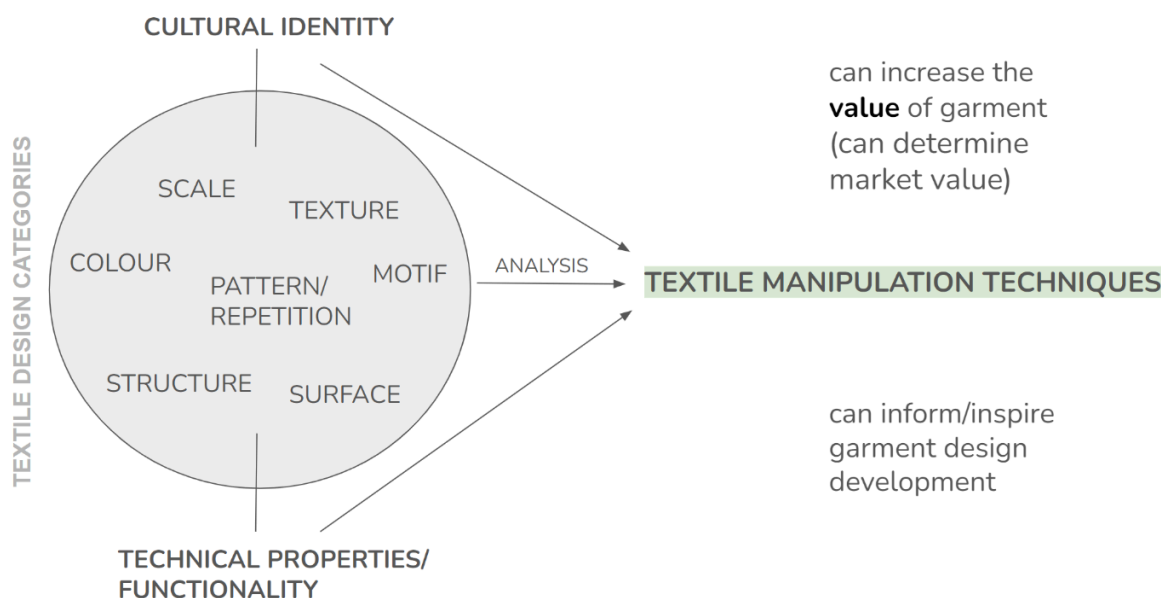 CULTURAL IDENTITY
TEXTILE DESIGN CATEGORIES
SCALE
TEXTURE
COLOUR
MOTIF
PATTERN/
REPETITION
STRUCTURE
SURFACE
TECHNICAL PROPERTIES/
FUNCTIONALITY
ANALYSIS
can increase the
value of garment
(can determine
market value)
TEXTILE MANIPULATION TECHNIQUES
can inform/inspire
garment design
development